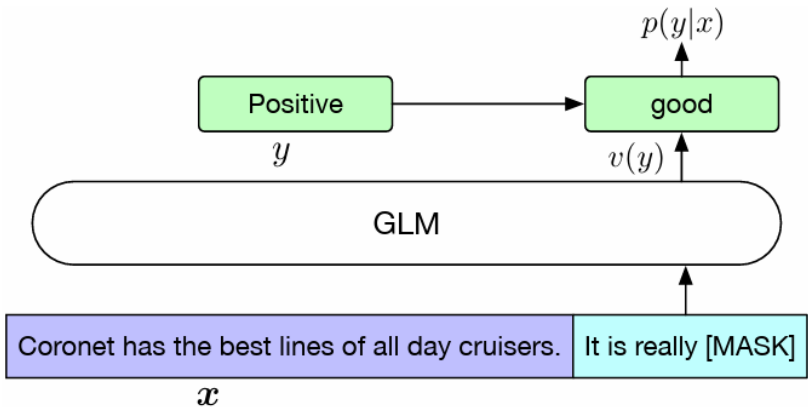 p(y|x)
Positive
good
y
v(y)
GLM
Coronet has the best lines of all day cruisers.
It is really [MASK]
x